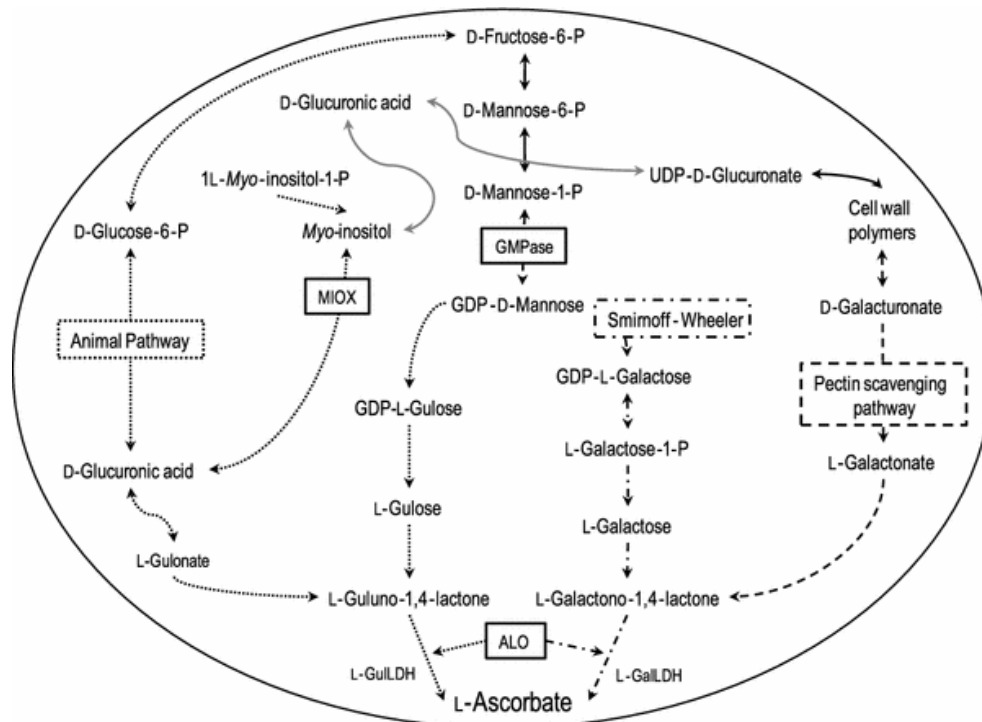 D-Fructose-6-P
D-Glucuronic acid
D-Mannose-6-P
1L-Myo-inositol-1-P
D-Mannose-1-P
UDP-D-Glucuronate
D-Glucose-6-P
Myo-inositol
GMPase
Cell wall
polymers
MIOX
GDP-D-Mannose
D-Galacturonate
Animal Pathway
Smirnoff-Wheeler
GDP-L-Galactose
Pectin scavenging
pathway
GDP-L-Gulose
L-Galactose-1-P
D-Glucuronic acid
L-Galactonate
L-Gulose
L-Galactose
L-Gulonate
L-Guluno-1,4-lactone
L-Galactono-1,4-lactone
ALO
L-GulLDH
L-GalLDH
L-Ascorbate